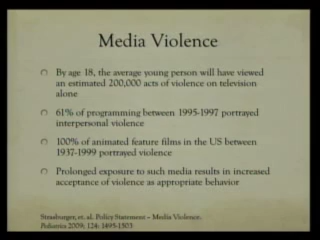 Media Violence
By age 18, the average young person will have viewed
an estimated 200,000 acts of violence on television
alone
61% of programming between 1995-1997 portrayed
interpersonal violence
100% of animated feature films in the US between
1937-1999 portrayed violence
Prolonged exposure to such media results in increased
acceptance of violence as appropriate behavior
Strasburger, et. al. Policy Statement – Media Violence.
Pediatrics 2009; 124: 1495-1503